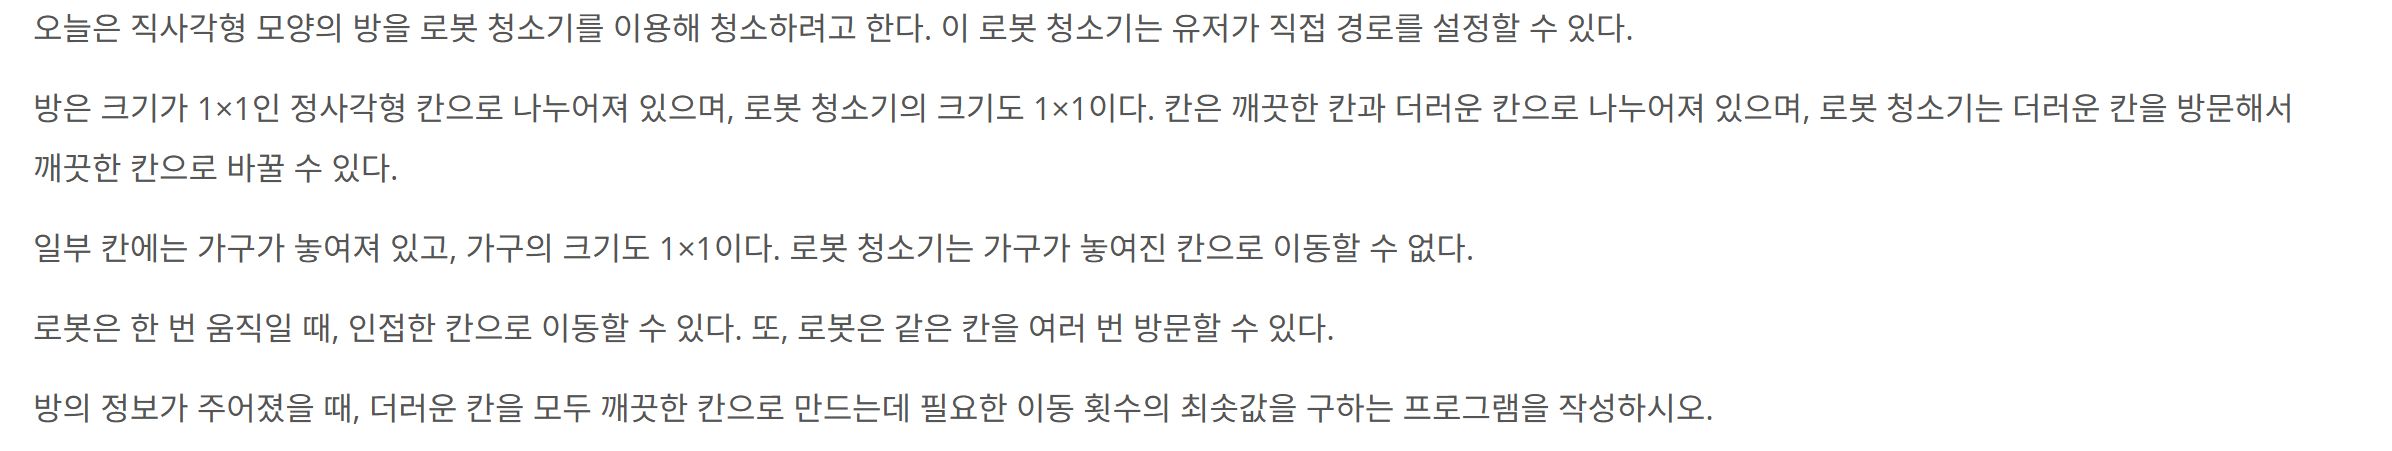 오늘은 직사각형 모양의 방을 로봇 청소기를 이용해 청소하려고 한다. 이 로봇 청소기는 유저가 직접 경로를 설정할 수 있다.
방은 크기가 1×1인 정사각형 칸으로 나누어져 있으며, 로봇 청소기의 크기도 1×1이다. 칸은 깨끗한 칸과 더러운 칸으로 나누어져 있으며, 로봇 청소기는 더러운 칸을 방문해서
깨끗한 칸으로 바꿀 수 있다.
일부 칸에는 가구가 놓여져 있고, 가구의 크기도 1×1이다. 로봇 청소기는 가구가 놓여진 칸으로 이동할 수 없다.
로봇은 한 번 움직일 때, 인접한 칸으로 이동할 수 있다. 또, 로봇은 같은 칸을 여러 번 방문할 수 있다.
방의 정보가 주어졌을 때, 더러운 칸을 모두 깨끗한 칸으로 만드는데 필요한 이동 횟수의 최솟값을 구하는 프로그램을 작성하시오.